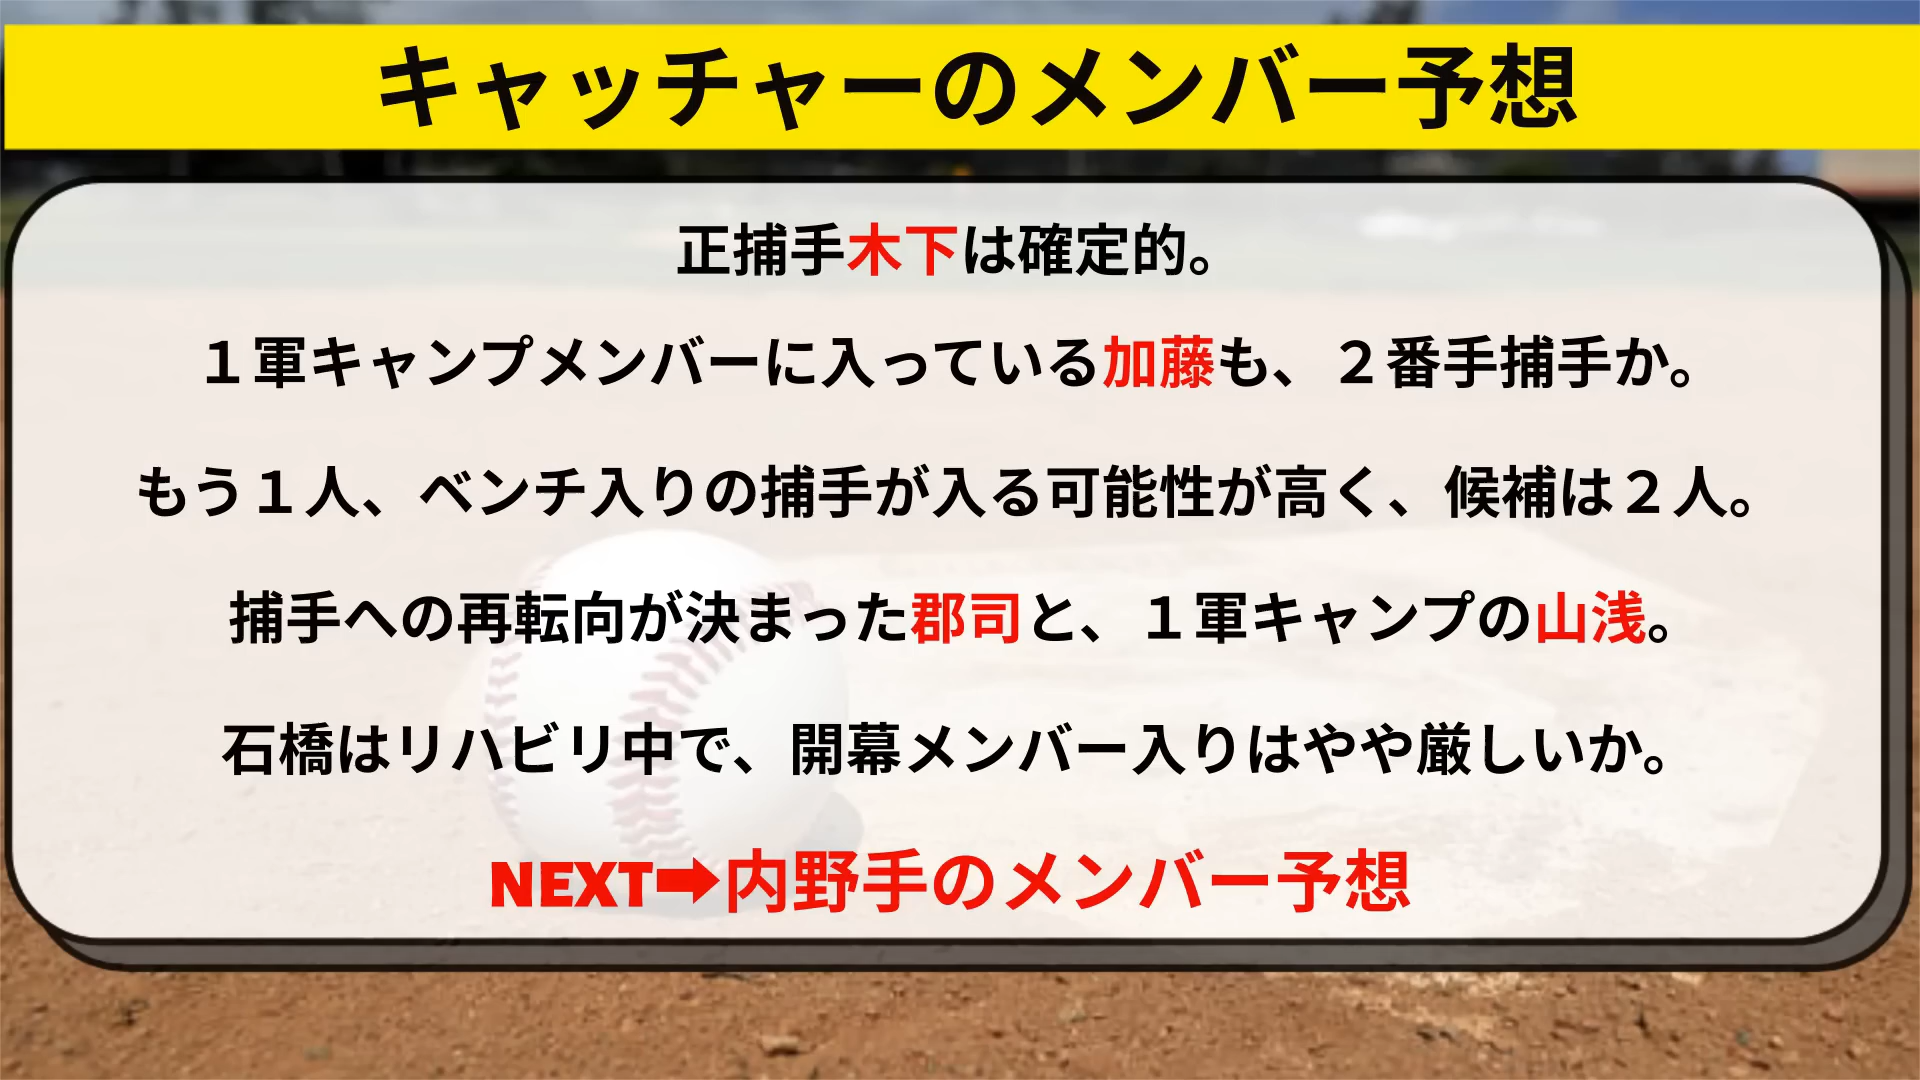 キャッチャーのメンバー予想
正捕手木下は確定的。
１軍キャンプメンバーに入っている加藤も、２番手捕手か。
もう１人、ベンチ入りの捕手が入る可能性が高く、候補は２人。
捕手への再転向が決まった郡司と、１軍キャンプの山浅。
石橋はリハビリ中で、開幕メンバー入りはやや厳しいか。
NEXT➡内野手のメンバー予想